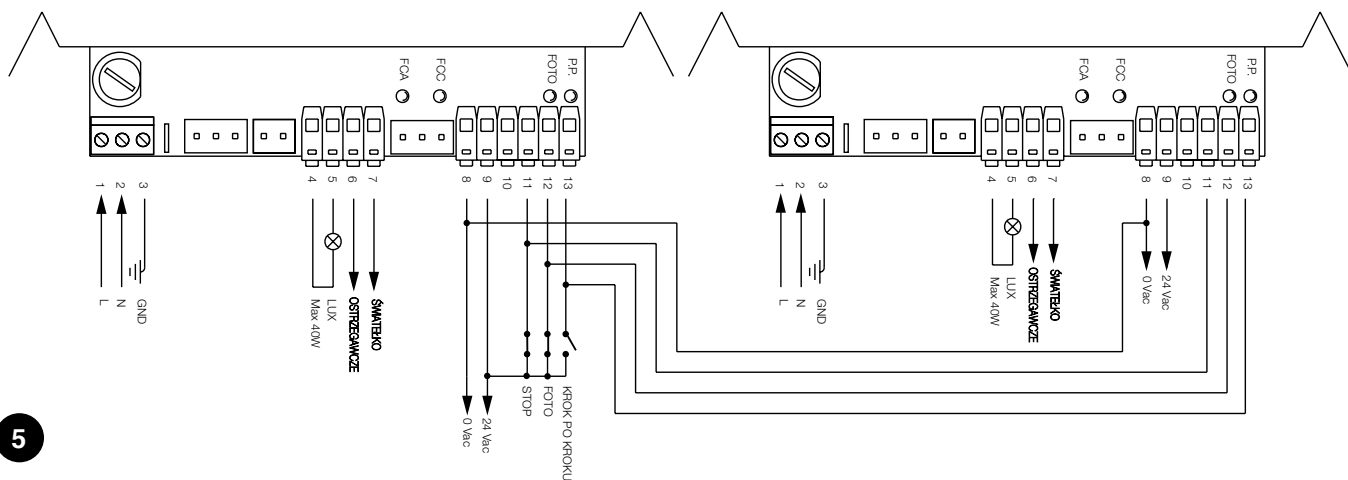 FCA
FCC
FOTO
P.P.
1
2
3
4
5
6
7
8
9
10
11
12
13
L
N
GND
Max 40W
LUX
OSTRZEGAWCZE
ŚWIATEŁKO
0 Vac
24 Vac
STOP
FOTO
KROK PO KROKU
FCA
FCC
FOTO
P.P.
1
2
3
4
5
6
7
8
9
10
11
12
13
L
N
GND
Max 40W
LUX
OSTRZEGAWCZE
ŚWIATEŁKO
0 Vac
24 Vac
5